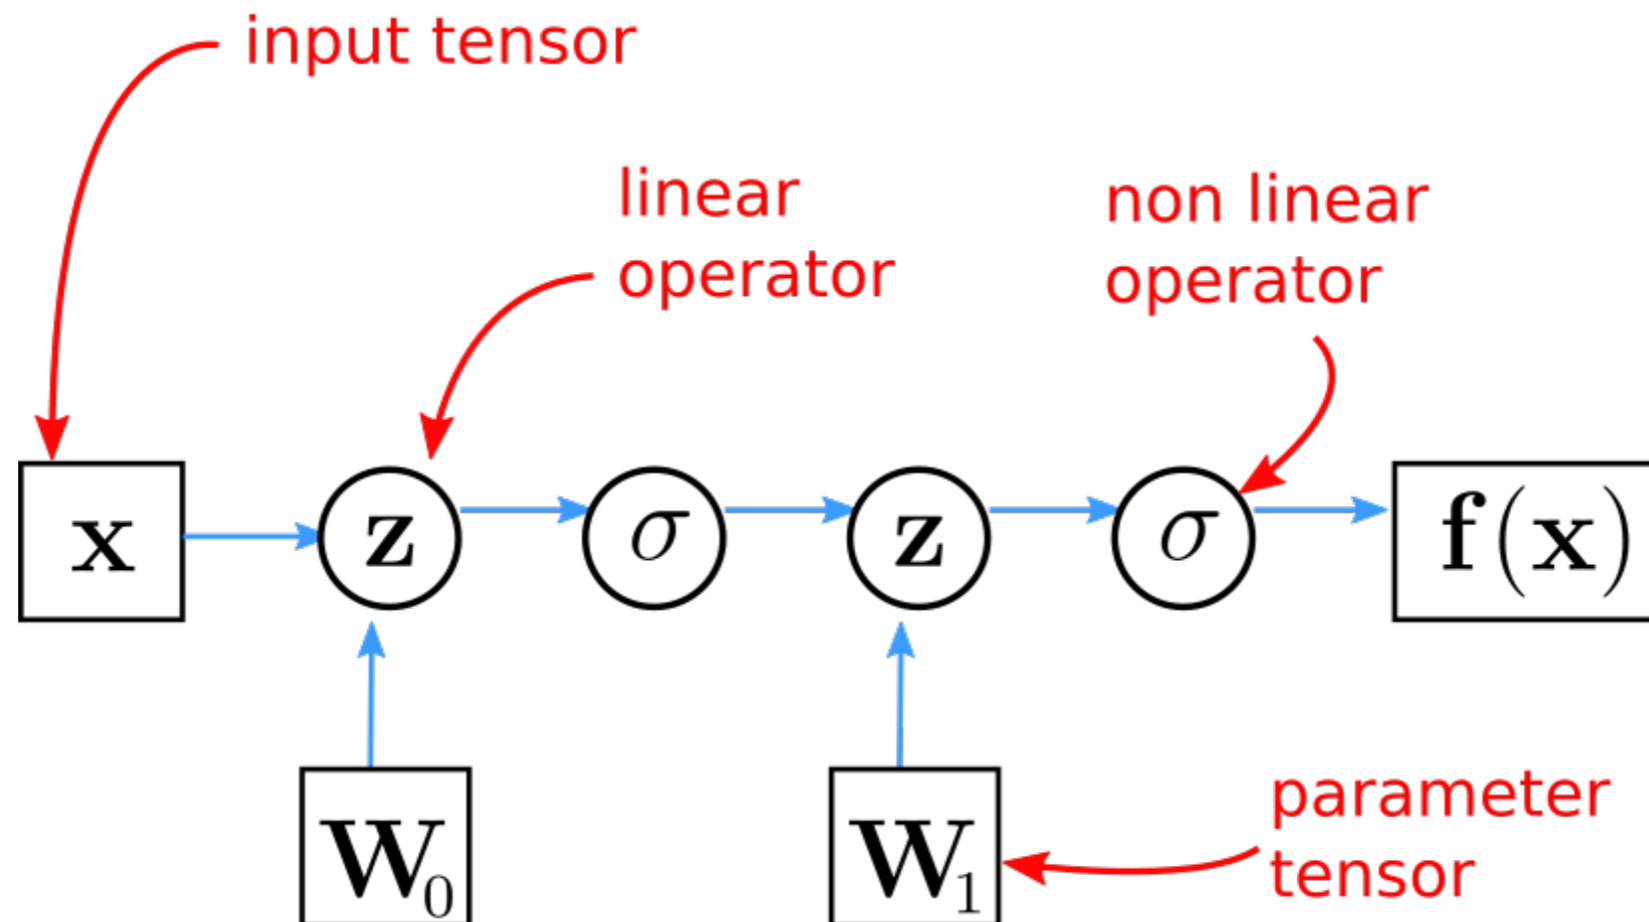 input tensor
linear
operator
non linear
operator
x
z
σ
z
σ
f(x)
W₀
W₁
parameter
tensor